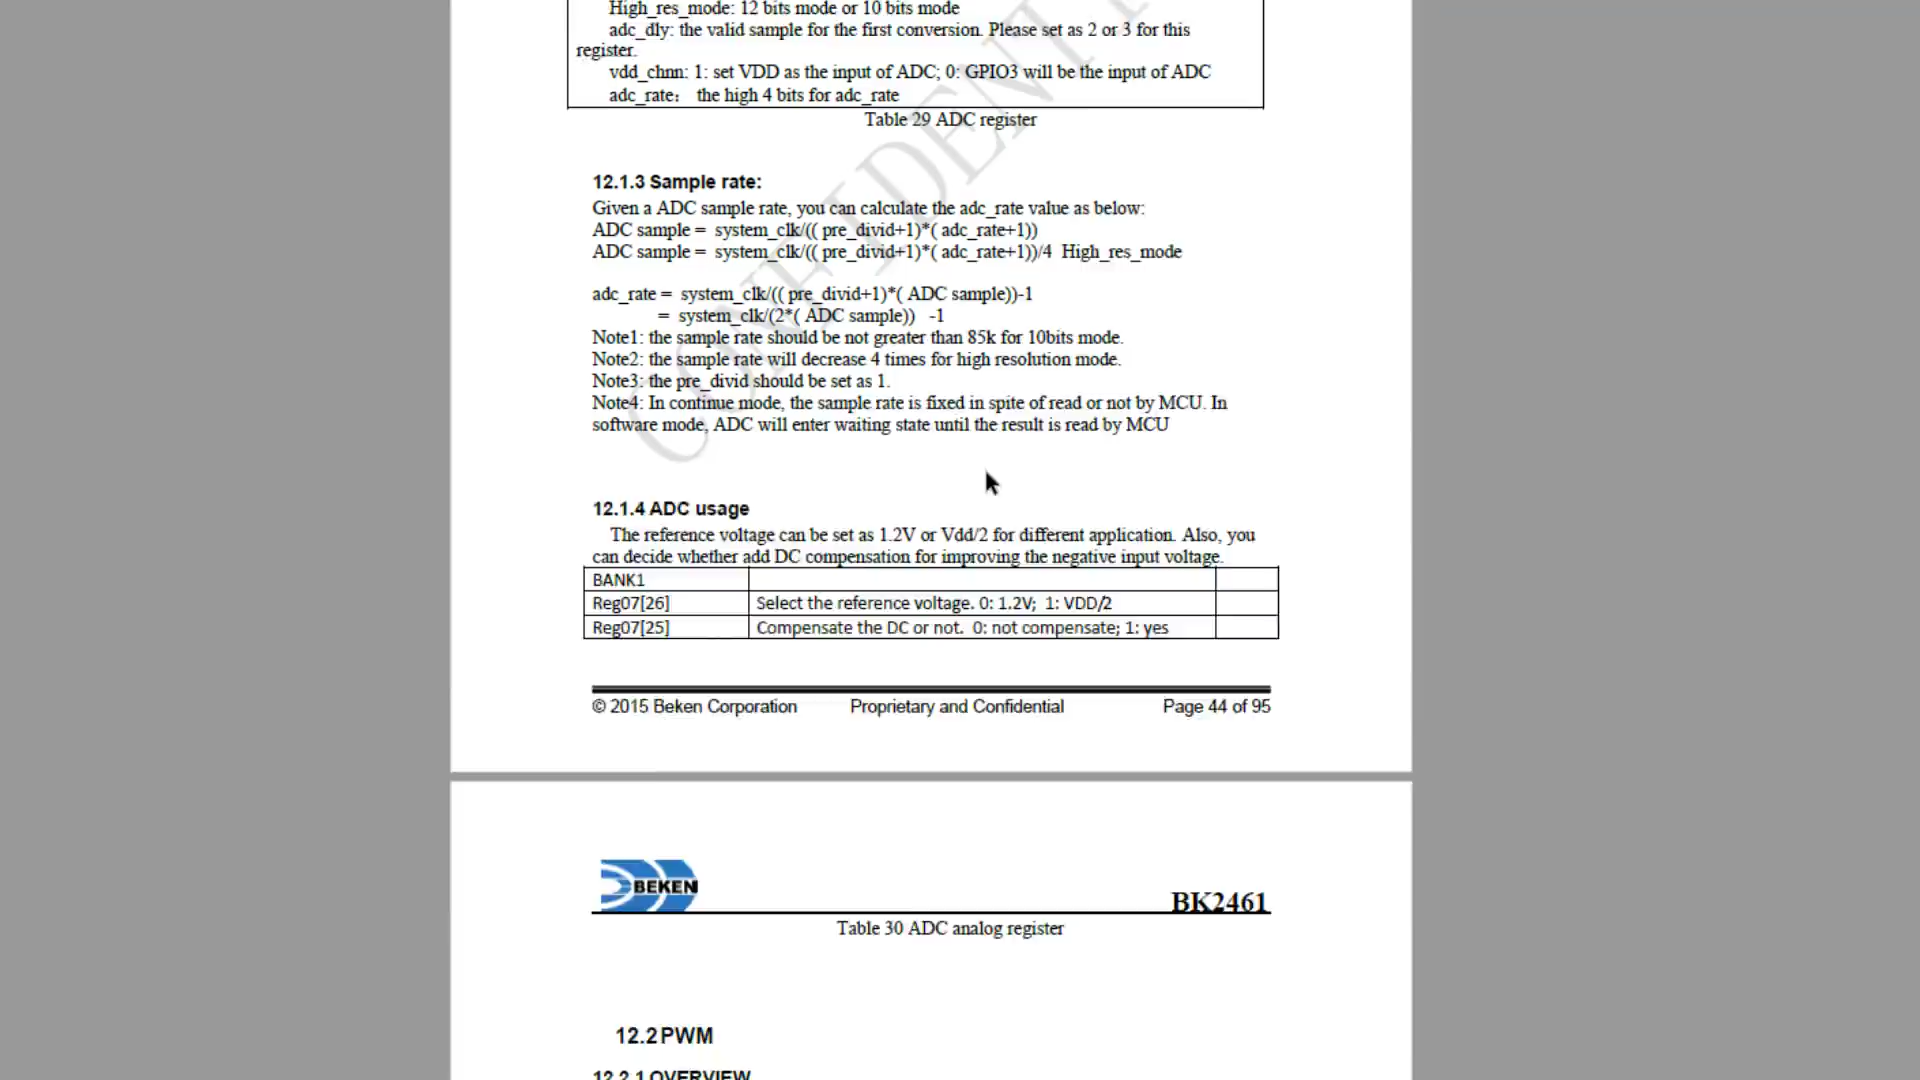 High_res_mode: 12 bits mode or 10 bits mode
adc_dly: the valid sample for the first conversion. Please set as 2 or 3 for this
register.
vdd_chnn: 1: set VDD as the input of ADC; 0: GPIO3 will be the input of ADC
adc_rate： the high 4 bits for adc_rate
Table 29 ADC register
12.1.3 Sample rate:
Given a ADC sample rate, you can calculate the adc_rate value as below:
ADC sample = system_clk/(( pre_divid+1)*( adc_rate+1))
ADC sample = system_clk/(( pre_divid+1)*( adc_rate+1))/4 High_res_mode
adc_rate = system_clk/(( pre_divid+1)*( ADC sample))-1
= system_clk/(2*( ADC sample)) -1
Note1: the sample rate should be not greater than 85k for 10bits mode.
Note2: the sample rate will decrease 4 times for high resolution mode.
Note3: the pre_divid should be set as 1.
Note4: In continue mode, the sample rate is fixed in spite of read or not by MCU. In
software mode, ADC will enter waiting state until the result is read by MCU
12.1.4 ADC usage
The reference voltage can be set as 1.2V or Vdd/2 for different application. Also, you
can decide whether add DC compensation for improving the negative input voltage.
BANK1
Reg07[26] Select the reference voltage. 0: 1.2V; 1: VDD/2
Reg07[25] Compensate the DC or not. 0: not compensate; 1: yes
© 2015 Beken Corporation Proprietary and Confidential Page 44 of 95
BEKEN
BK2461
Table 30 ADC analog register
12.2 PWM
12.2.1 OVERVIEW
CONFIDENT